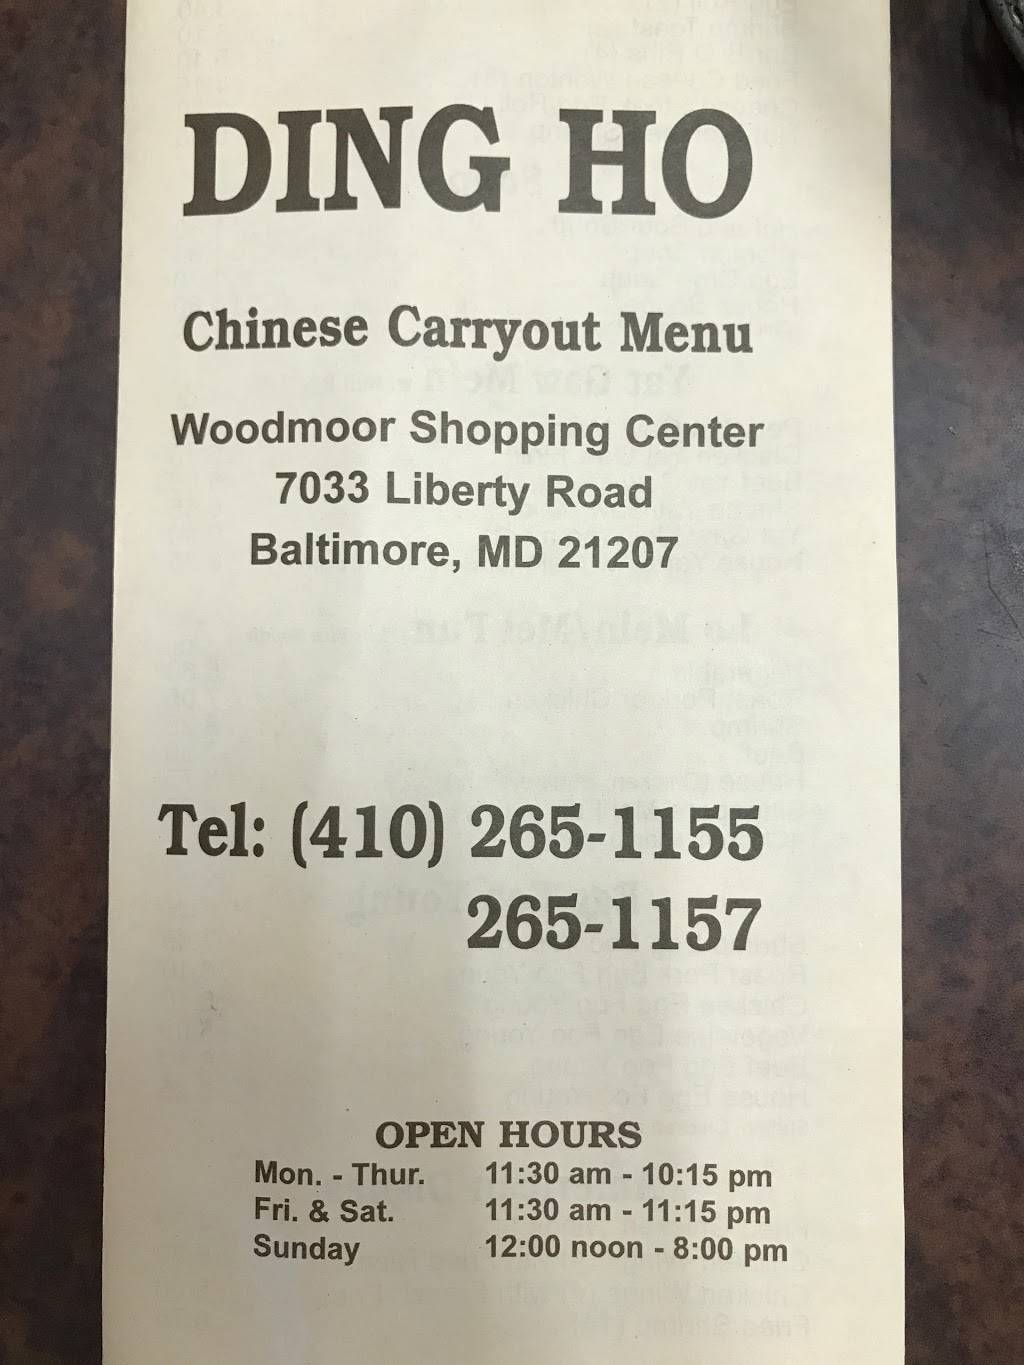 DING HO
Chinese Carryout Menu
Woodmoor Shopping Center
7033 Liberty Road
Baltimore, MD 21207
Tel: (410) 265-1155
265-1157
OPEN HOURS
Mon. - Thur. 11:30 am - 10:15 pm
Fri. & Sat. 11:30 am - 11:15 pm
Sunday 12:00 noon - 8:00 pm